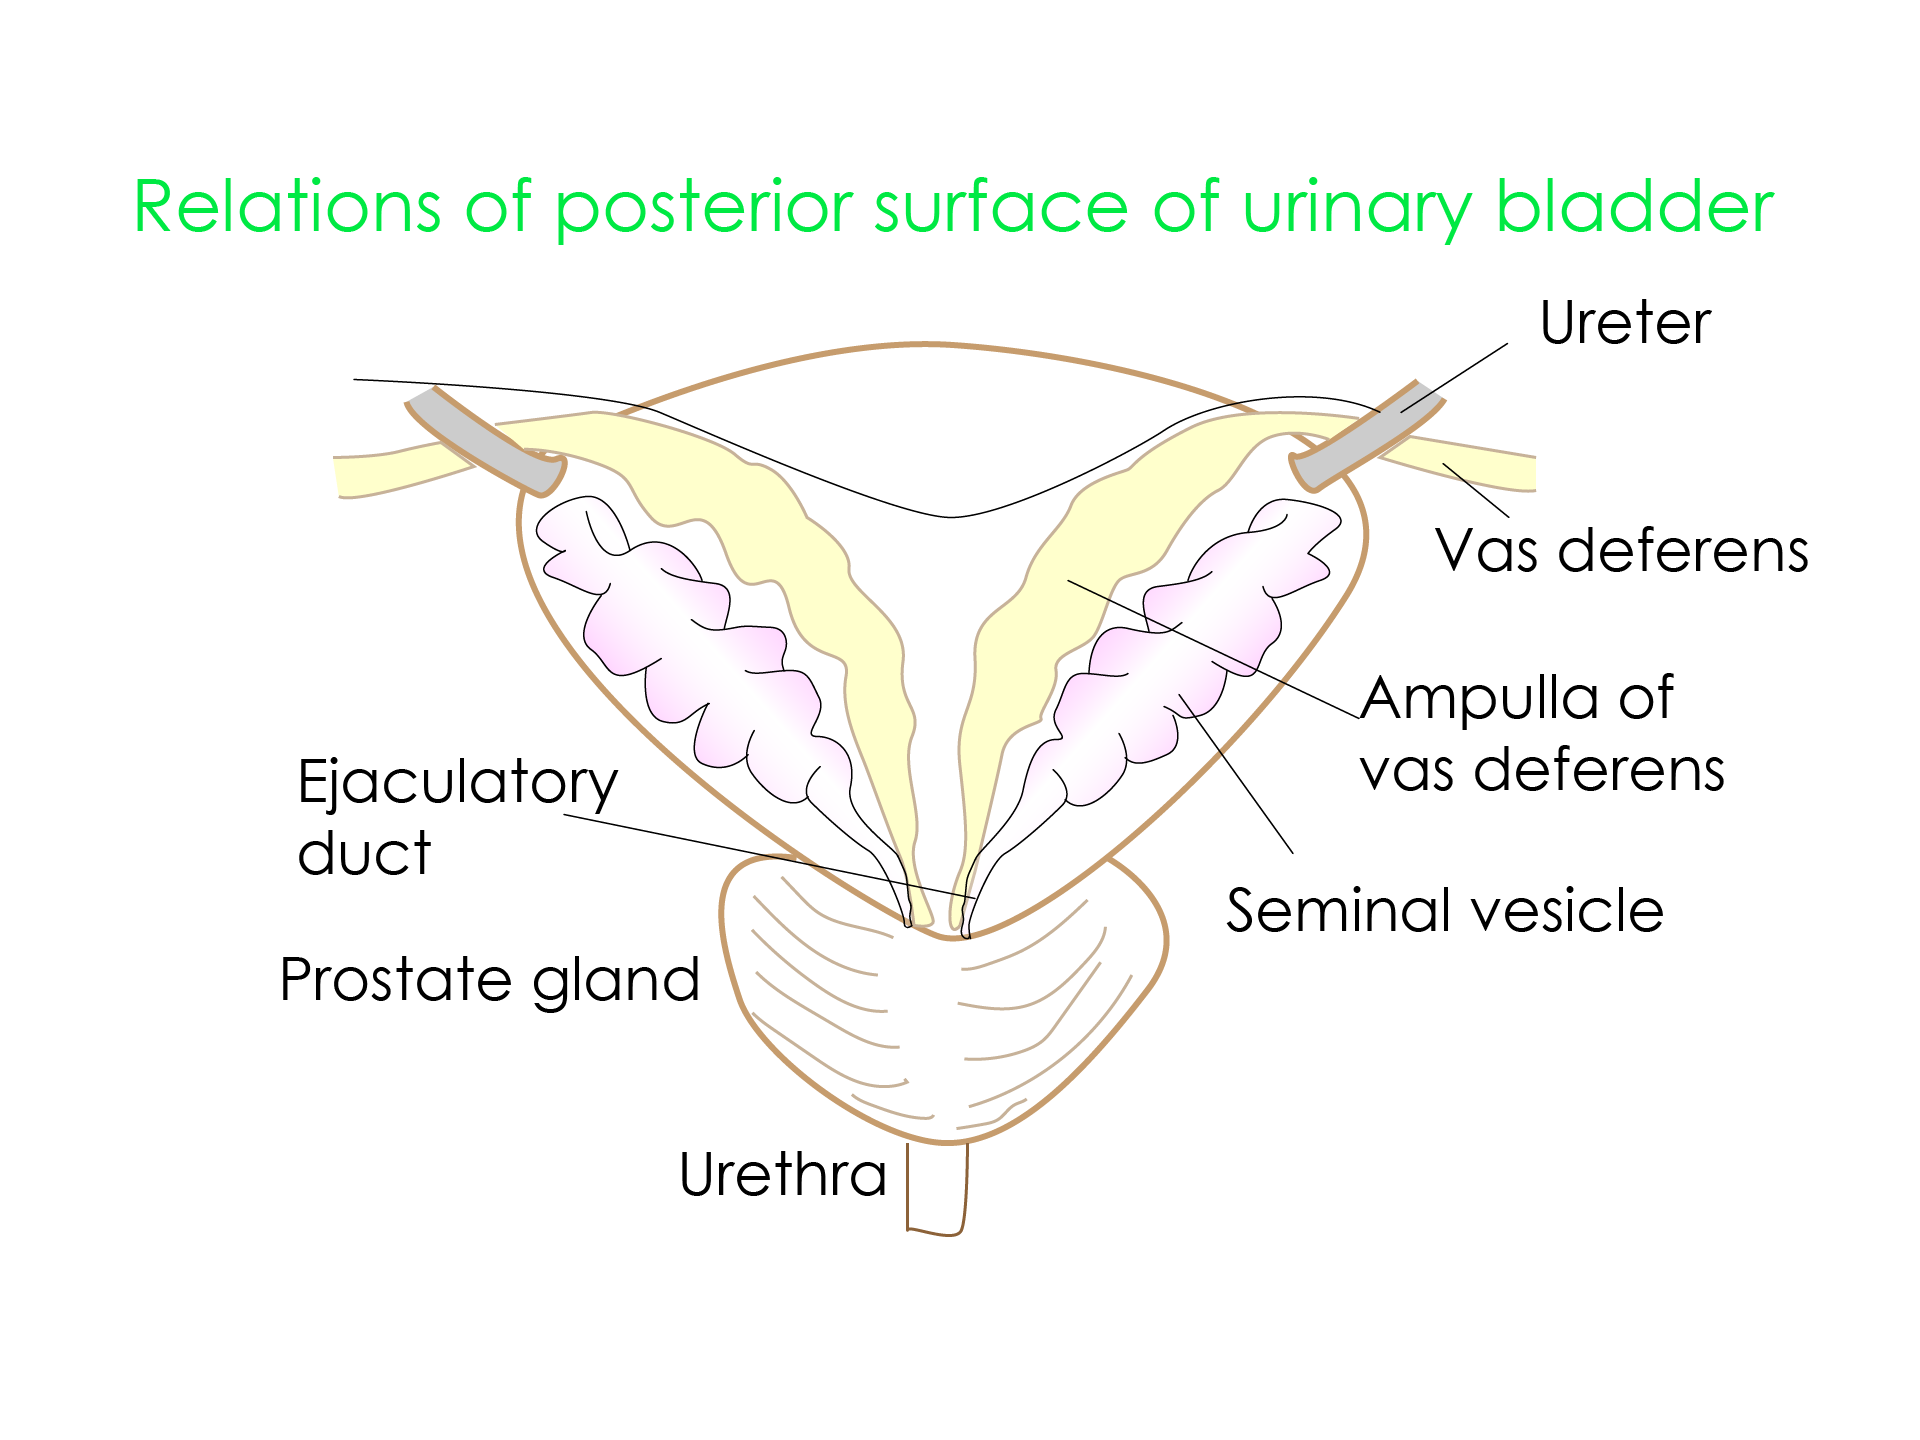 Relations of posterior surface of urinary bladder
Ureter
Vas deferens
Ampulla of
vas deferens
Ejaculatory
duct
Seminal vesicle
Prostate gland
Urethra